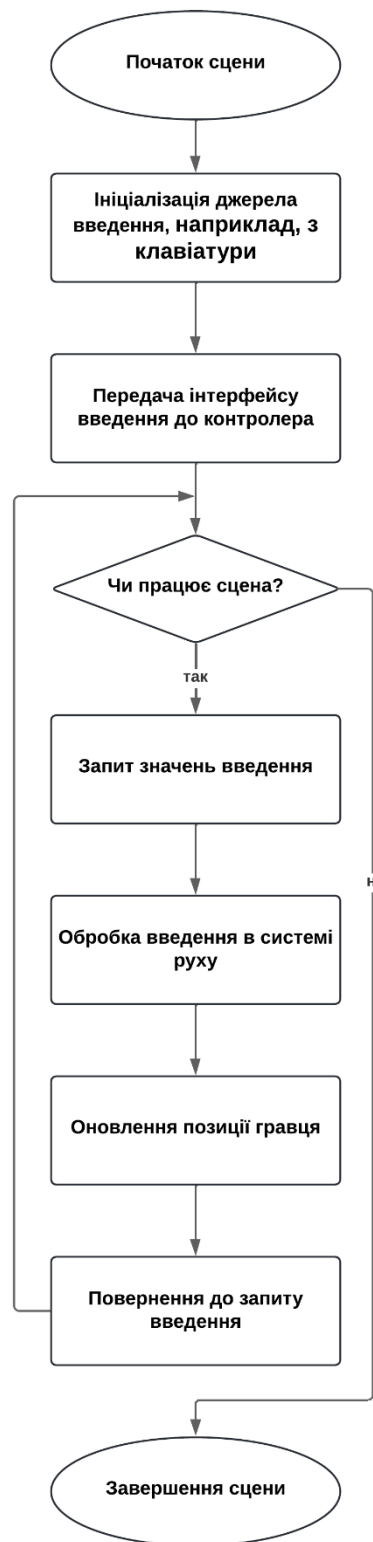 Початок сцени
Ініціалізація джерела
введення, наприклад, з
клавіатури
Передача інтерфейсу
введення до контролера
Чи працює сцена?
так
Запит значень введення
Обробка введення в системі
руху
Оновлення позиції гравця
Повернення до запиту
введення
Завершення сцени